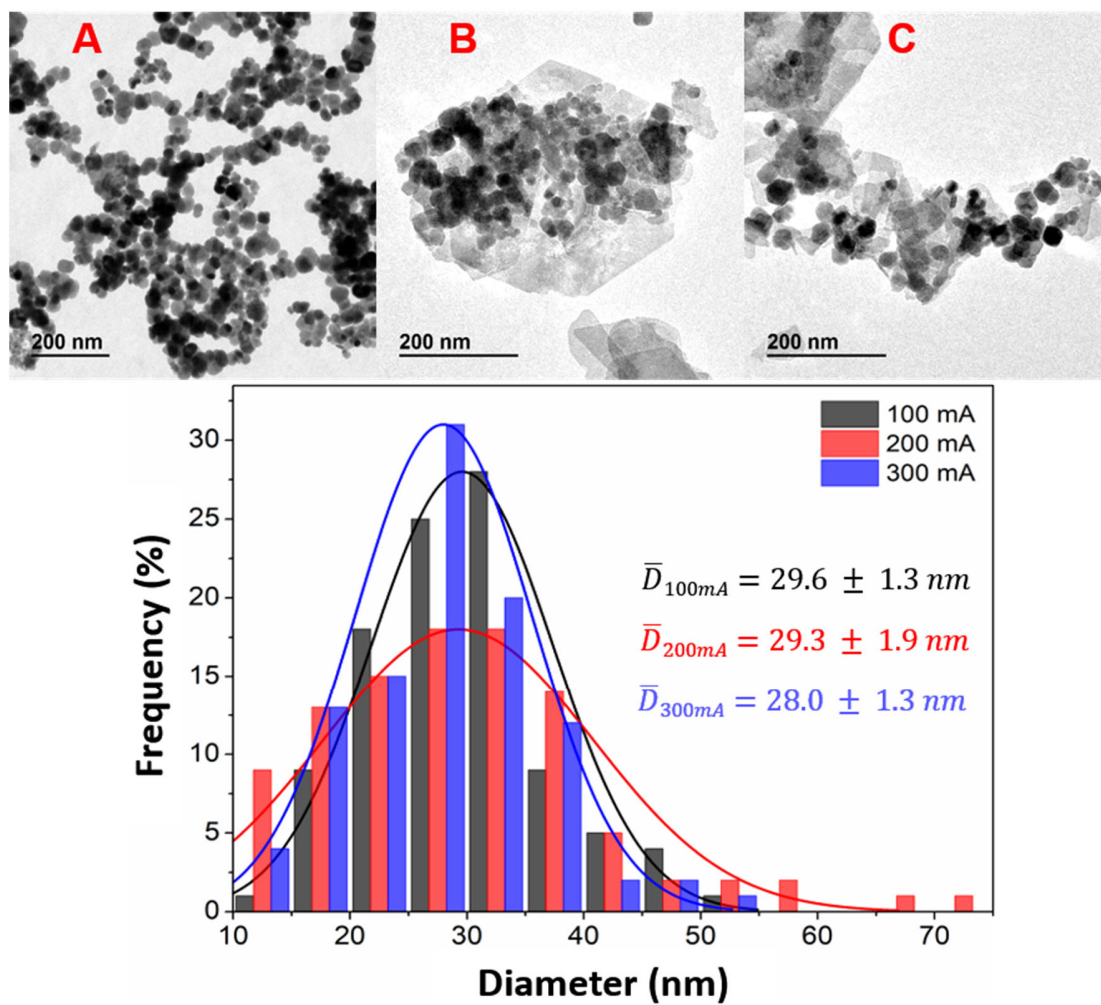 A
B
C
200 nm
200 nm
200 nm
100 mA
200 mA
300 mA
30
25
20
15
10
5
0
Frequency (%)
D̅100mA = 29.6 ± 1.3 nm
D̅200mA = 29.3 ± 1.9 nm
D̅300mA = 28.0 ± 1.3 nm
10 20 30 40 50 60 70
Diameter (nm)